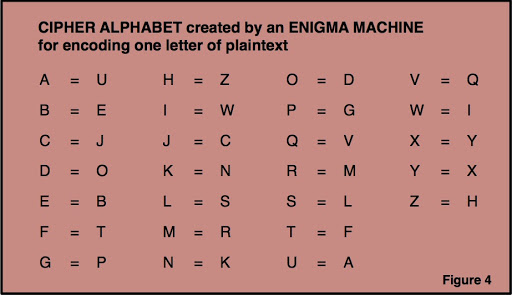 CIPHER ALPHABET created by an ENIGMA MACHINE
for encoding one letter of plaintext
A = U H = Z O = D V = Q
B = E I = W P = G W = I
C = J J = C Q = V X = Y
D = O K = N R = M Y = X
E = B L = S S = L Z = H
F = T M = R T = F
G = P N = K U = A
Figure 4